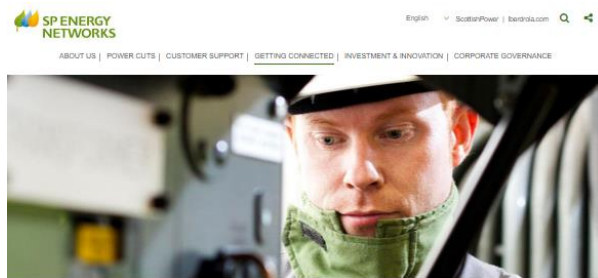 SP ENERGY
NETWORKS
English
ScottishPower | Iberdrola.com
ABOUT US | POWER CUTS | CUSTOMER SUPPORT | GETTING CONNECTED | INVESTMENT & INNOVATION | CORPORATE GOVERNANCE